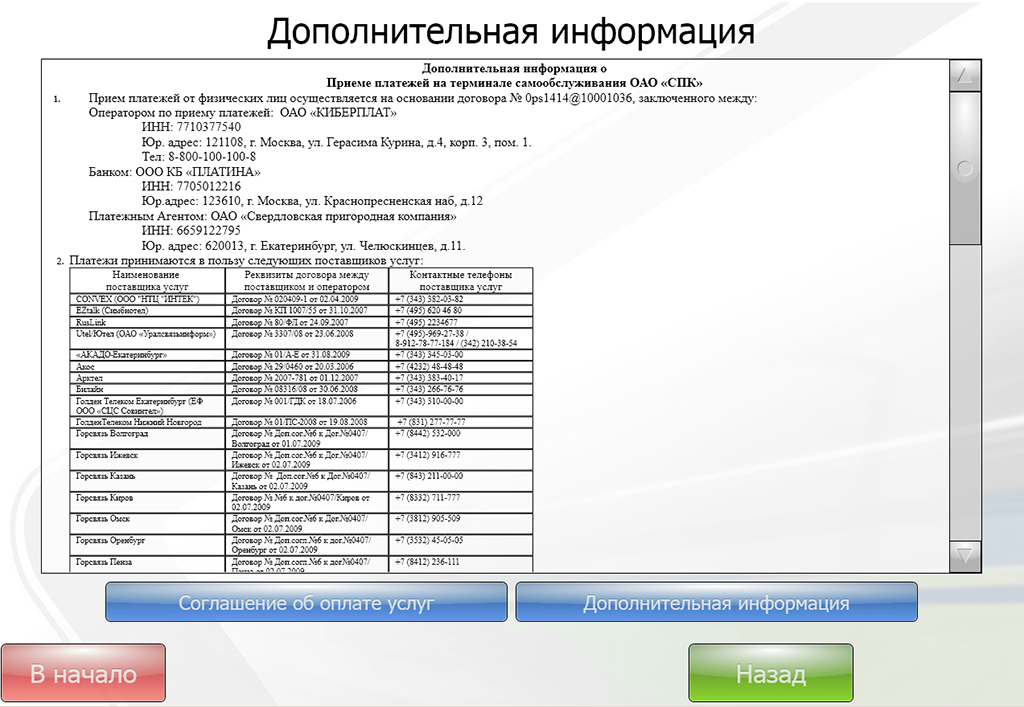 Дополнительная информация
Дополнительная информация о
Приеме платежей на терминале самообслуживания ОАО «СПК»
1. Прием платежей от физических лиц осуществляется на основании договора № 0ps1414@10001036, заключенного между:
Оператором по приему платежей: ОАО «КИБЕРПЛАТ»
ИНН: 7710377540
Юр. адрес: 121108, г. Москва, ул. Герасима Курина, д.4, корп. 3, пом. 1.
Тел: 8-800-100-100-8
Банком: ООО КБ «ПЛАТИНА»
ИНН: 7705012216
Юр.адрес: 123610, г. Москва, ул. Краснопресненская наб, д.12
Платежным Агентом: ОАО «Свердловская пригородная компания»
ИНН: 6659122795
Юр. адрес: 620013, г. Екатеринбург, ул. Челюскинцев, д.11.
2. Платежи принимаются в пользу следующих поставщиков услуг:
Наименование поставщика услуг Реквизиты договора между поставщиком и оператором Контактные телефоны поставщика услуг
CONVEX (ООО "НТЦ "ИНТЕК") Договор № 020409-1 от 02.04.2009 +7 (343) 382-03-82
EZtalk (Симбиотел) Договор № КП 1007/55 от 31.10.2007 +7 (495) 620 46 80
RusLink Договор № 80/ФЛ от 24.09.2007 +7 (495) 2234677
Utel/Ютел (ОАО «Уралсвязьинформ») Договор № 3307/08 от 23.06.2008 +7 (495)-969-27-38 /
8-912-78-77-184 / (342) 210-38-54
«АКАДО-Екатеринбург» Договор № 01/А-Е от 31.08.2009 +7 (343) 345-03-00
Акос Договор № 29/0460 от 20.03.2006 +7 (4232) 48-48-48
Арктел Договор № 2007-781 от 01.12.2007 +7 (343) 383-40-17
Билайн Договор № 08316/08 от 30.06.2008 +7 (343) 266-76-76
Голден Телеком Екатеринбург (ЕФ Договор № 001/ГДК от 18.07.2006 +7 (343) 310-00-00
ООО «СЦС Совинтел»)
ГолденТелеком Нижний Новгород Договор № 01/ПС-2008 от 19.08.2008 +7 (831) 277-77-77
Горсвязь Волгоград Договор № Доп.сог.№6 к Дог.№0407/ +7 (8442) 532-000
Волгоград от 01.07.2009
Горсвязь Ижевск Договор № Доп.сог.№6 к Дог.№0407/ +7 (3412) 916-777
Ижевск от 02.07.2009
Горсвязь Казань Договор № Доп.сог.№6 к Дог.№0407/ +7 (843) 211-00-00
Казань от 02.07.2009
Горсвязь Киров Договор № №6 к дог.№0407/Киров от +7 (8332) 711-777
02.07.2009
Горсвязь Омск Договор № Доп.сог.№6 к Дог.№0407/ +7 (3812) 905-509
Омск от 02.07.2009
Горсвязь Оренбург Договор № Доп.согл.№6 к дог.№0407/ +7 (3532) 45-05-05
Оренбург от 02.07.2009
Горсвязь Пенза Договор № Доп.согл.№6 к дог№0407/ +7 (8412) 236-111
Пенза от 02.07.2009
Соглашение об оплате услуг
Дополнительная информация
В начало
Назад